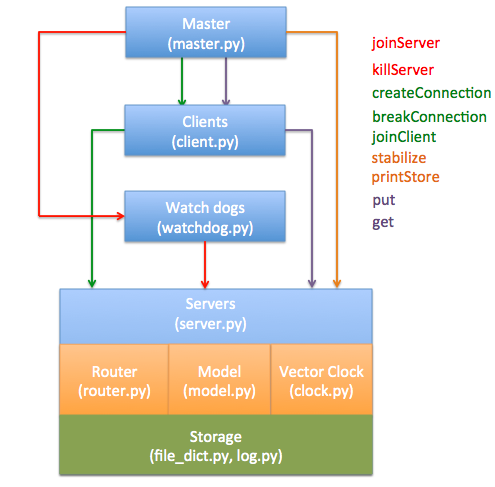 Master
(master.py)
joinServer
killServer
createConnection
breakConnection
joinClient
stabilize
printStore
put
get
Clients
(client.py)
Watch dogs
(watchdog.py)
Servers
(server.py)
Router
(router.py)
Model
(model.py)
Vector Clock
(clock.py)
Storage
(file_dict.py, log.py)